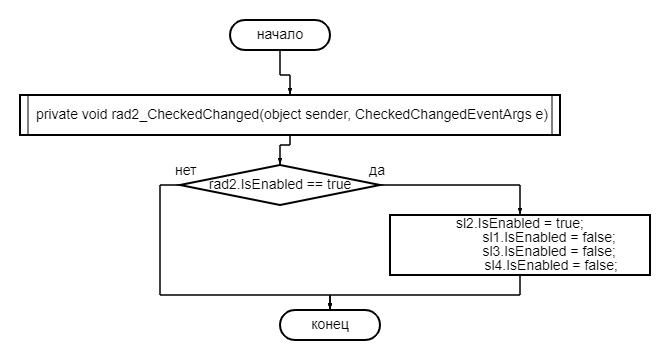 начало
private void rad2_CheckedChanged(object sender, CheckedChangedEventArgs e)
нет
да
rad2.IsEnabled == true
sl2.IsEnabled = true;
sl1.IsEnabled = false;
sl3.IsEnabled = false;
sl4.IsEnabled = false;
конец